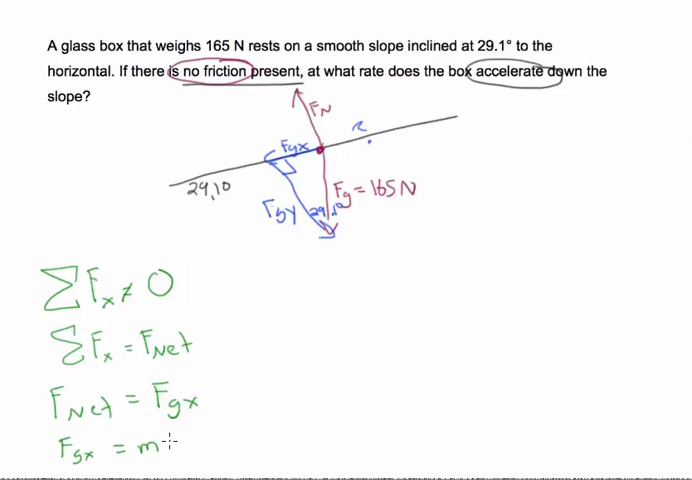 A glass box that weighs 165 N rests on a smooth slope inclined at 29.1° to the
horizontal. If there is no friction present, at what rate does the box accelerate down the
slope?
FN
Fgx
29.1°
Fg = 165N
Fgy
29.1°
ΣFx ≠ 0
ΣFx = FNet
FNet = Fgx
Fgx = m